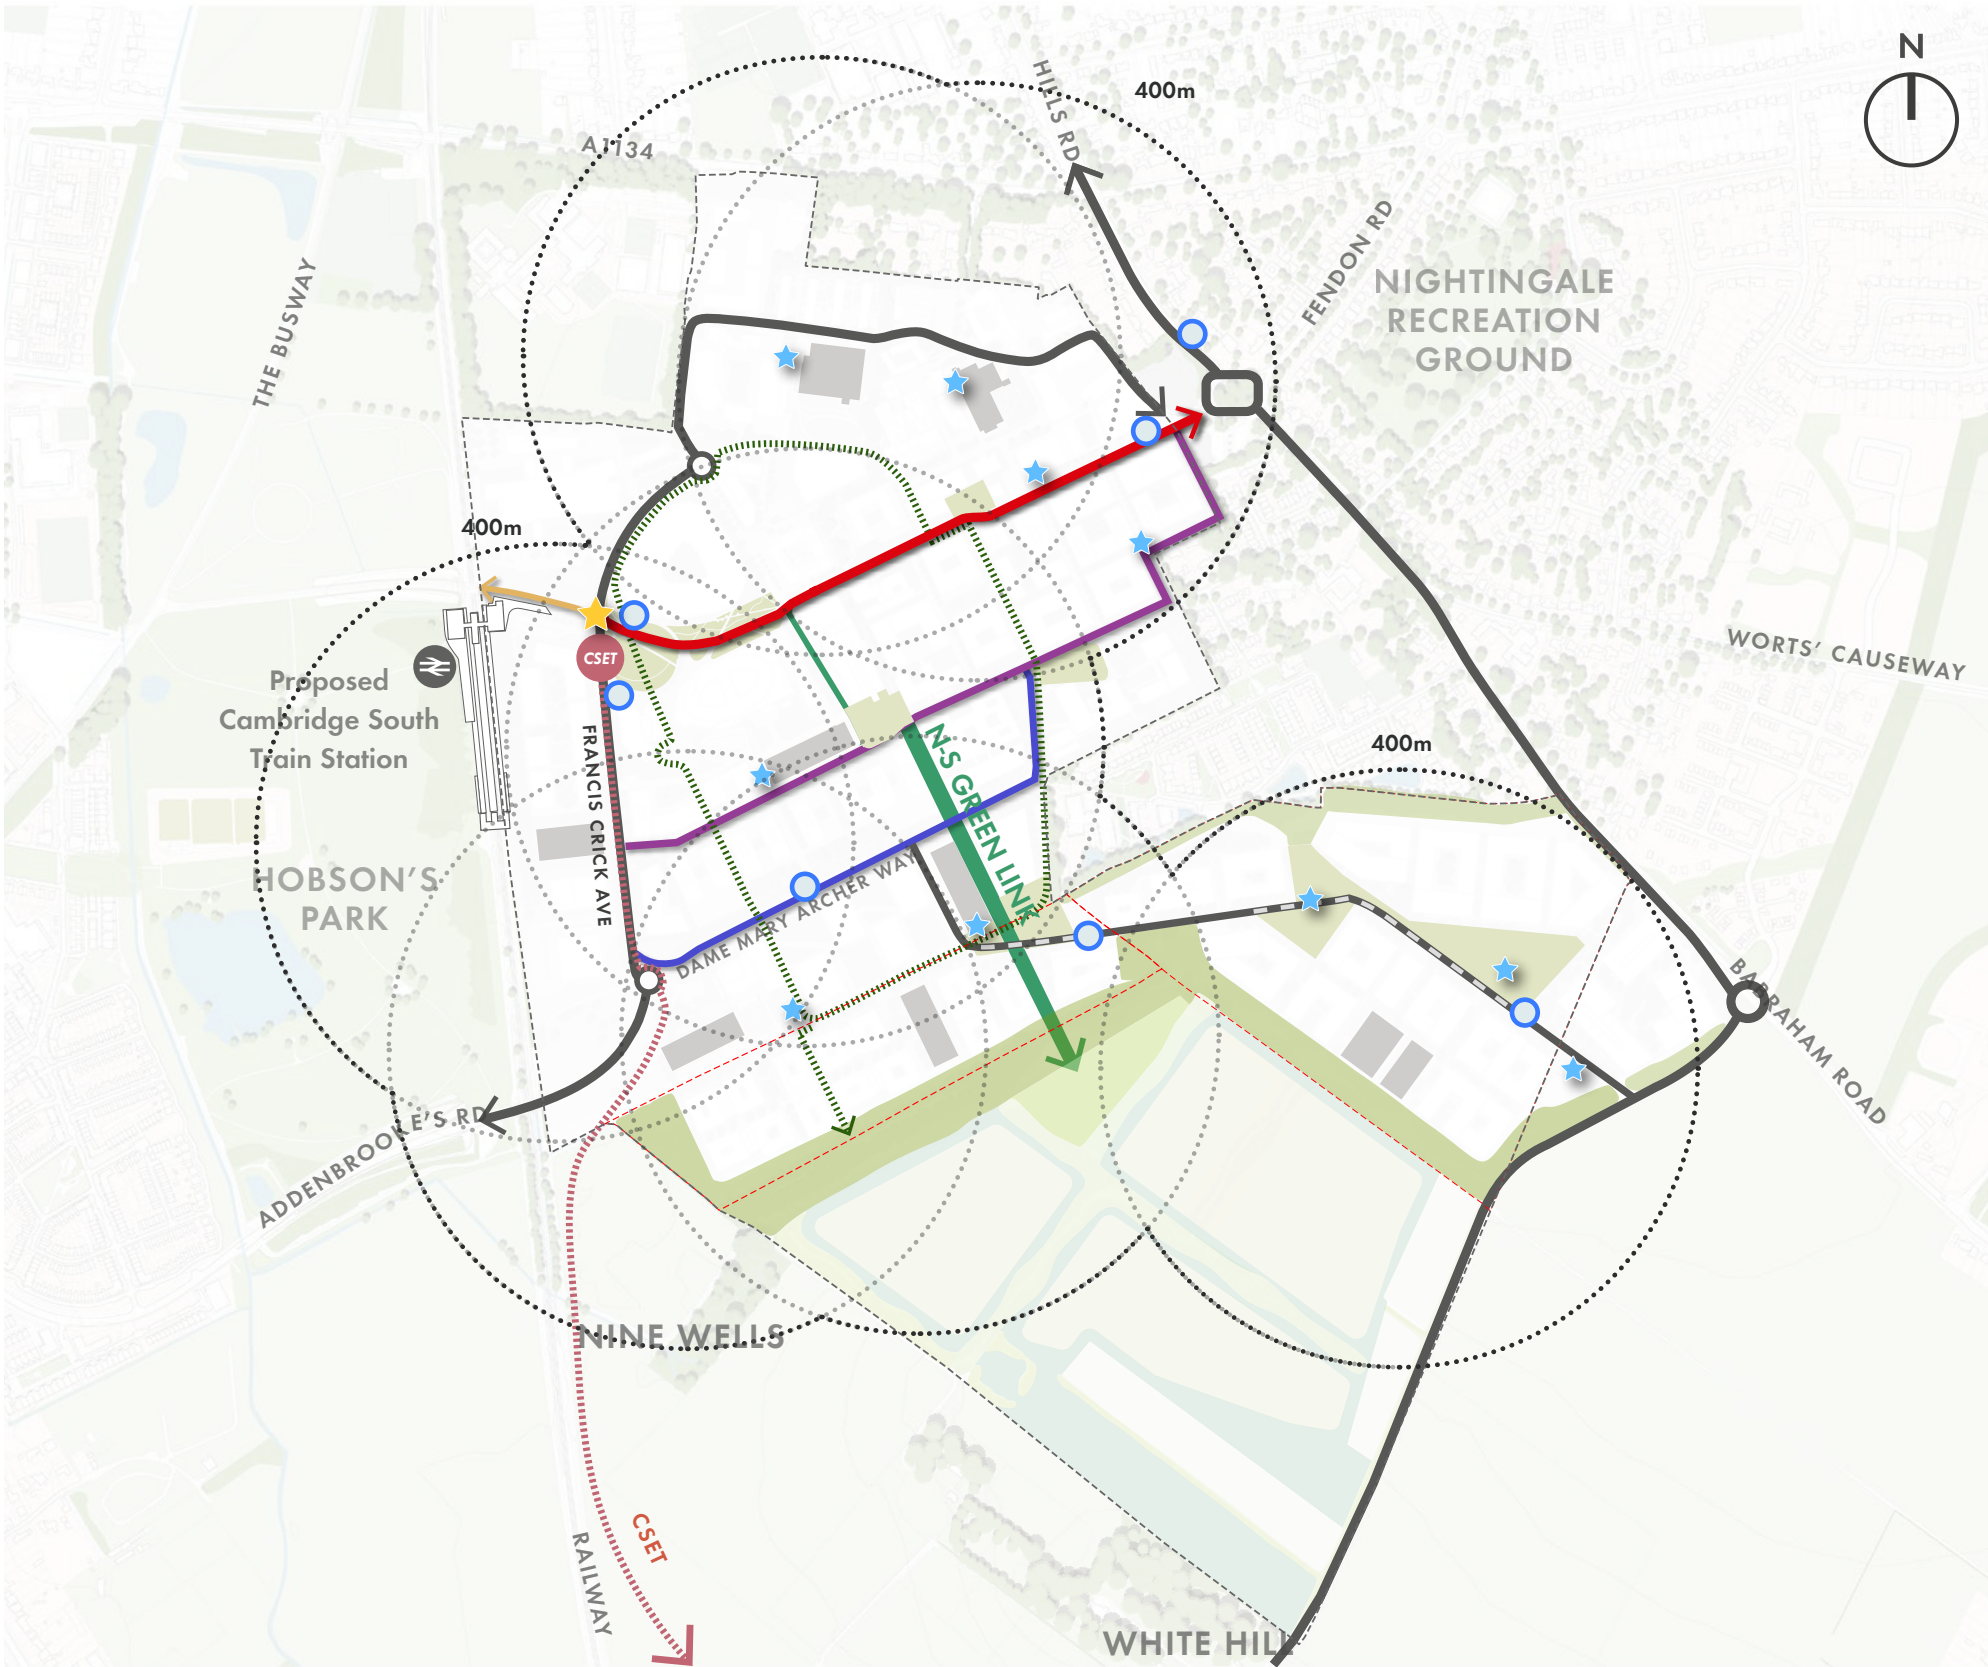 N
400m
HILLS RD
A1134
FENDON RD
THE BUSWAY
NIGHTINGALE
RECREATION
GROUND
400m
WORTS' CAUSEWAY
CSET
Proposed
Cambridge South
Train Station
FRANCIS CRICK AVE
N-S GREEN LINK
400m
HOBSON'S
PARK
DAME MARY ARCHER WAY
BABRAHAM ROAD
ADDENBROOKE'S RD
NINE WELLS
CSET
RAILWAY
WHITE HILL